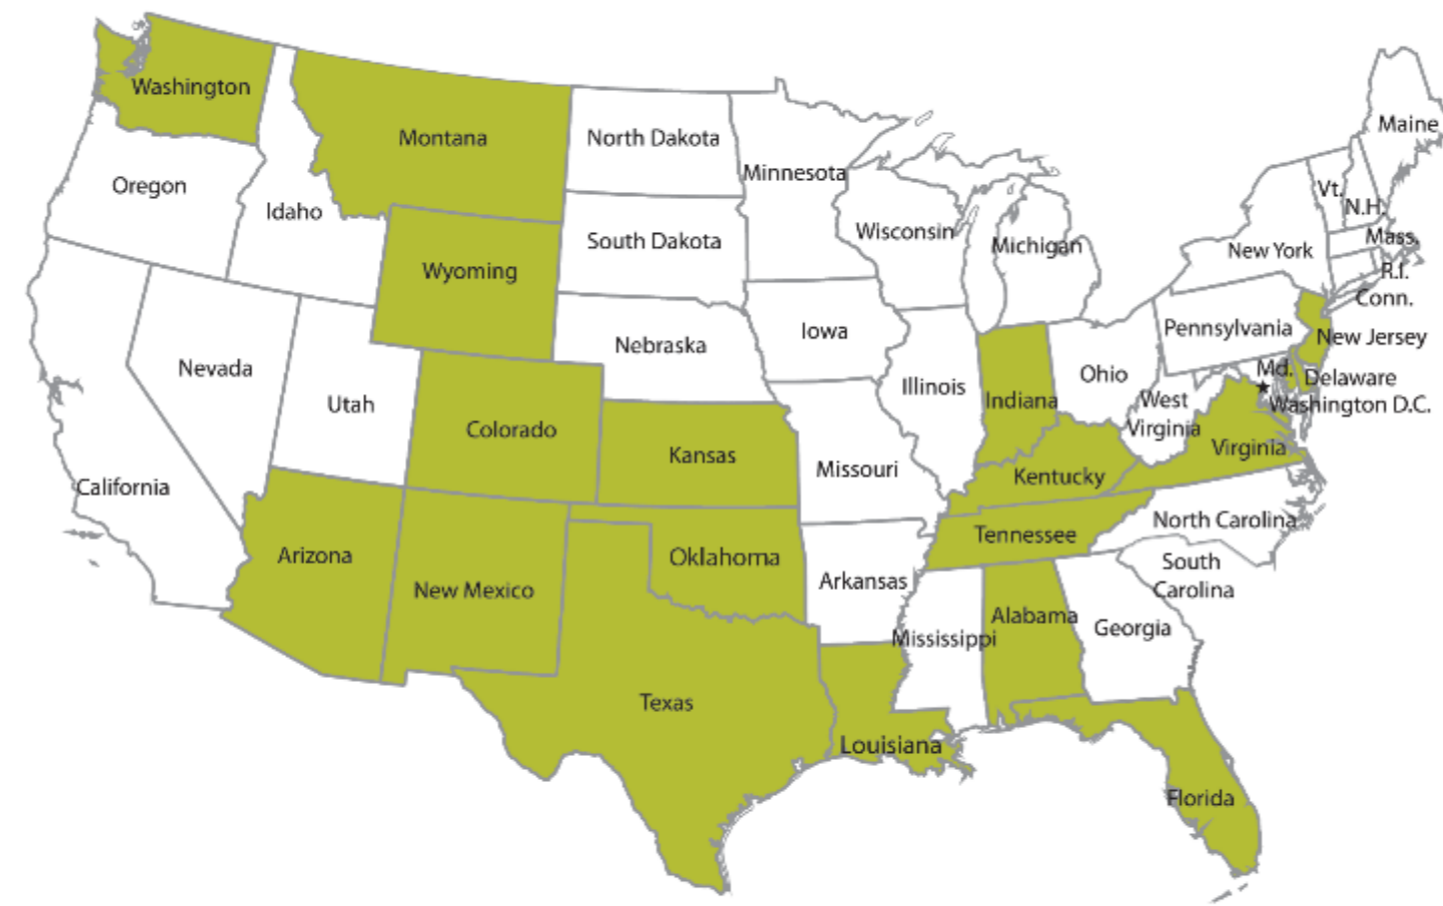 Washington
Montana
North Dakota
Minnesota
Maine
Oregon
Idaho
Vt.
N.H.
South Dakota
Wisconsin
Michigan
New York
Mass.
R.I.
Conn.
Wyoming
Iowa
Pennsylvania
New Jersey
Nebraska
Nevada
Utah
Illinois
Indiana
Ohio
Md.
Delaware
Washington D.C.
West
Virginia
Colorado
Kansas
Missouri
Kentucky
Virginia
California
Arizona
New Mexico
Oklahoma
Arkansas
Tennessee
North Carolina
South
Carolina
Mississippi
Alabama
Georgia
Texas
Louisiana
Florida